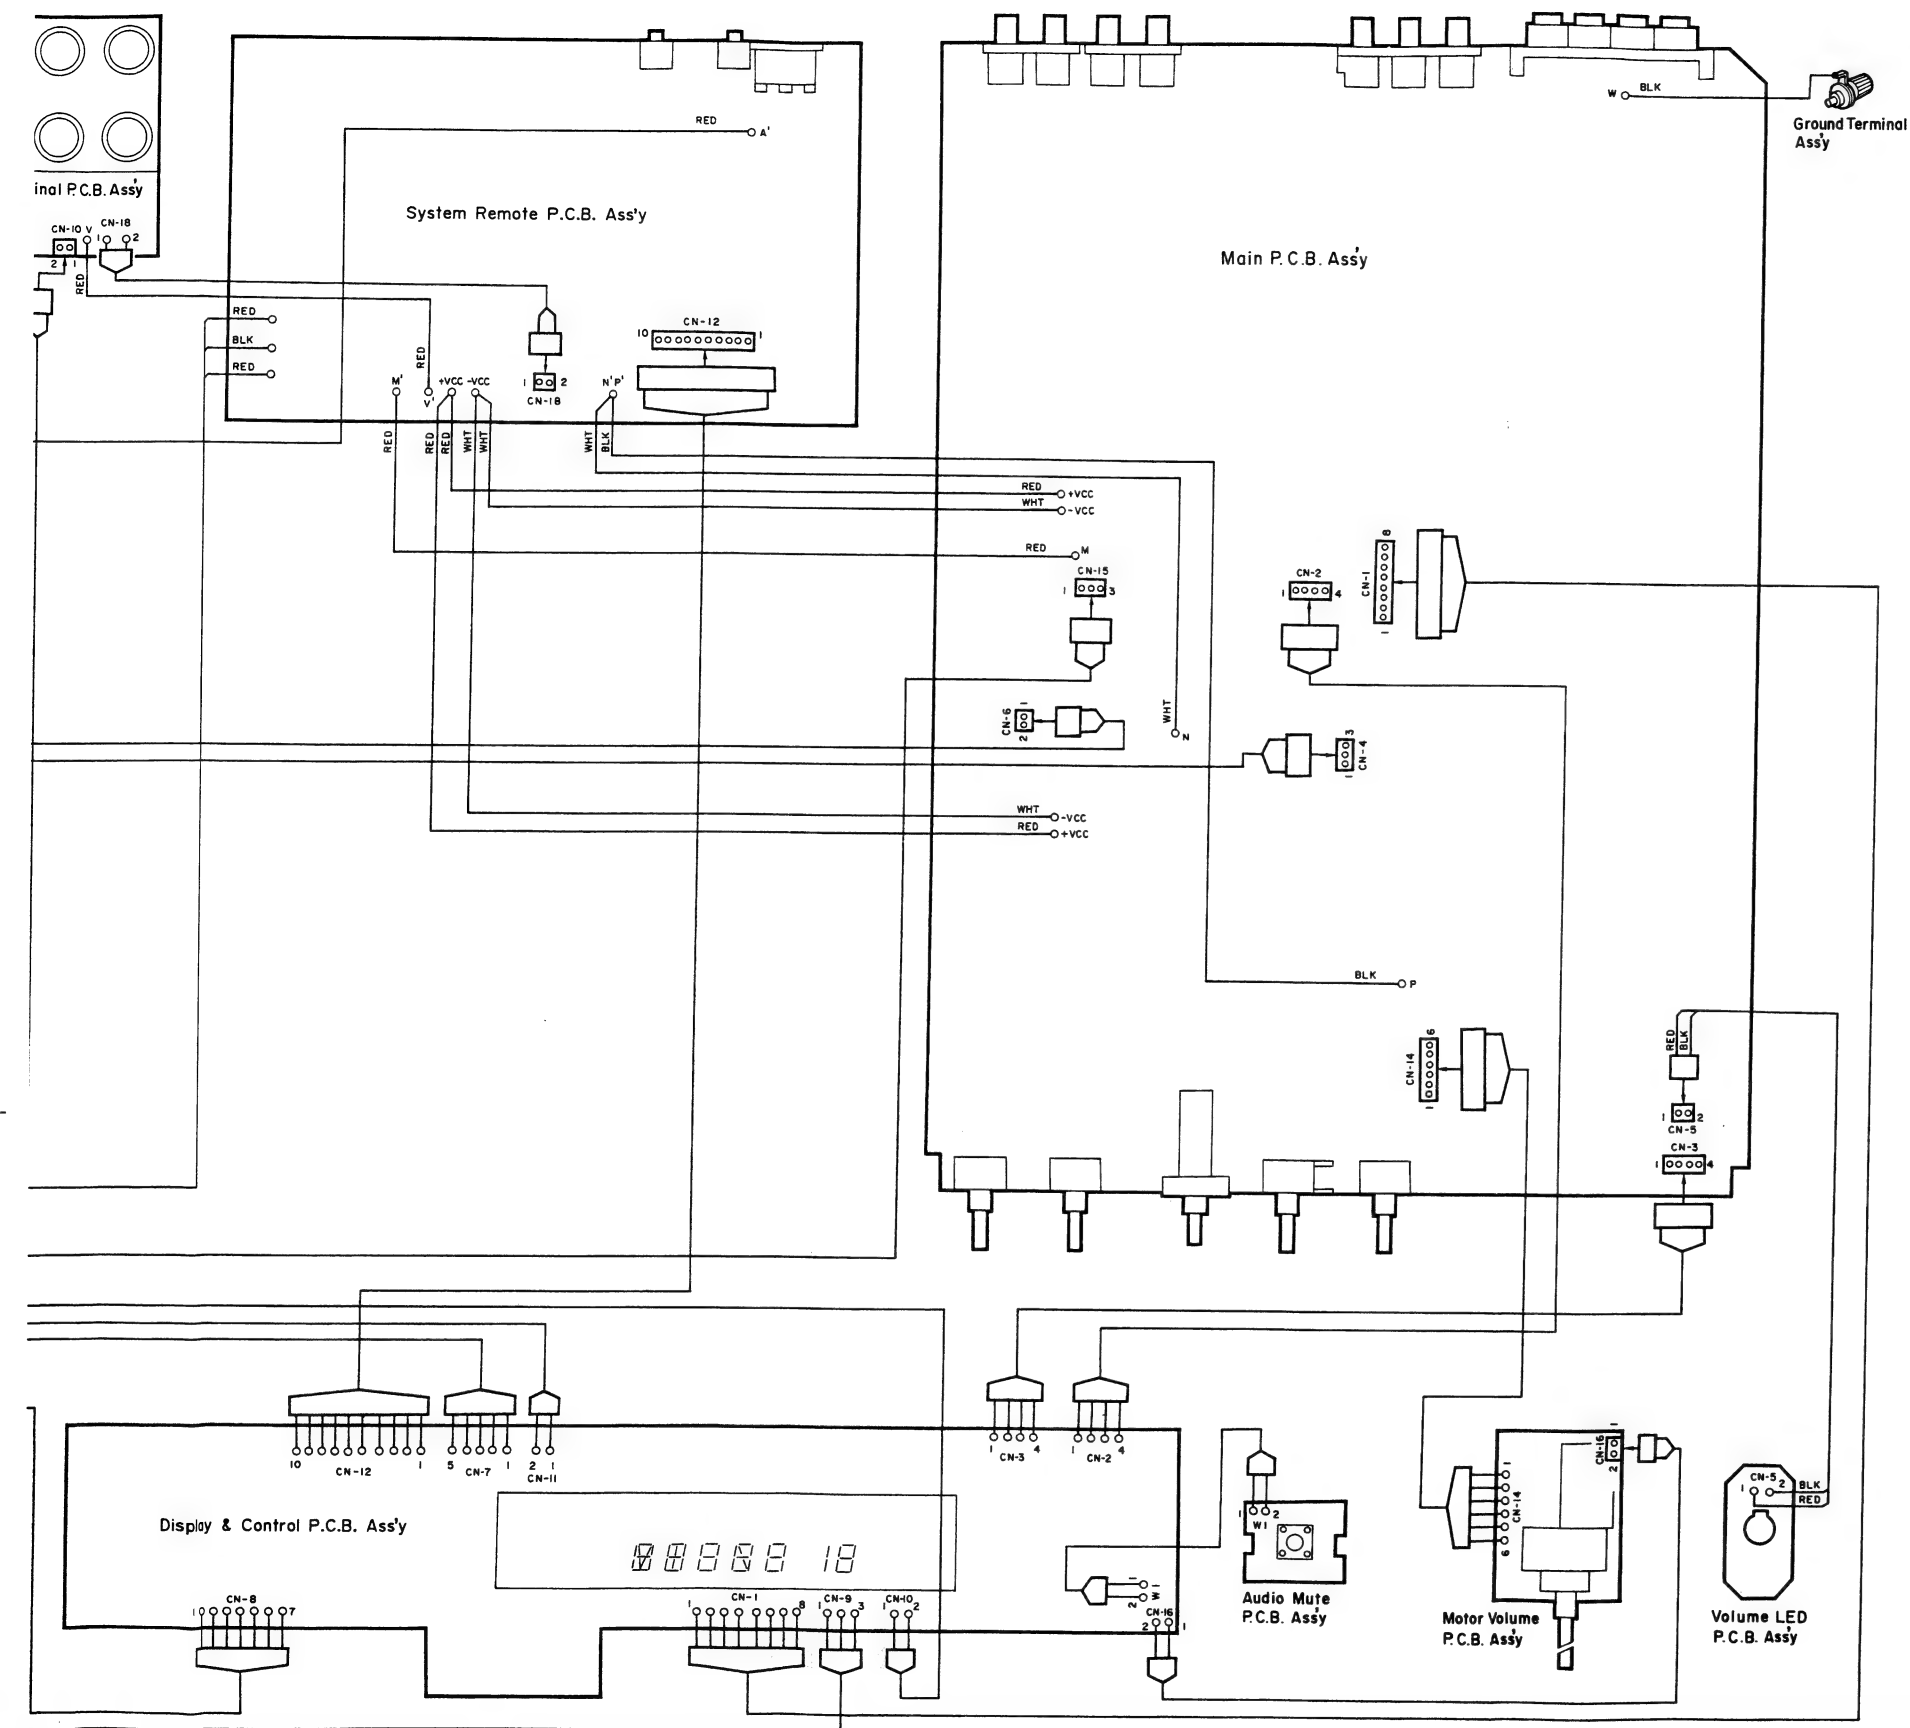 W BLK
Ground Terminal
Ass'y
RED A'
inal P.C.B. Ass'y
System Remote P.C.B. Ass'y
CN-10 V CN-18
1 2
2 1
RED
Main P.C.B. Ass'y
RED
BLK
RED
CN-12
10 1
RED
M' V' +VCC -VCC
1 2
CN-18
N' P'
RED RED RED WHT WHT WHT BLK
RED +VCC
WHT -VCC
RED M
CN-15
1 3
CN-2
1 4
CN-1
8
1
CN-6
1
2
WHT
N
CN-4
3
1
WHT -VCC
RED +VCC
BLK P
CN-14
6
1
RED
BLK
1 2
CN-5
CN-3
1 4
10 CN-12 1
5 CN-7 1
2 1
CN-11
1 CN-3 4
1 CN-2 4
Display & Control P.C.B. Ass'y
18
CN-8
1 7
CN-1
1 8
CN-9
1 3
CN-10
1 2
1
2
W1
CN-16
2 1
1 2
W1
Audio Mute
P.C.B. Ass'y
CN-16
1
2
1
CN-14
6
Motor Volume
P.C.B. Ass'y
CN-5
1 2
BLK
RED
Volume LED
P.C.B. Ass'y